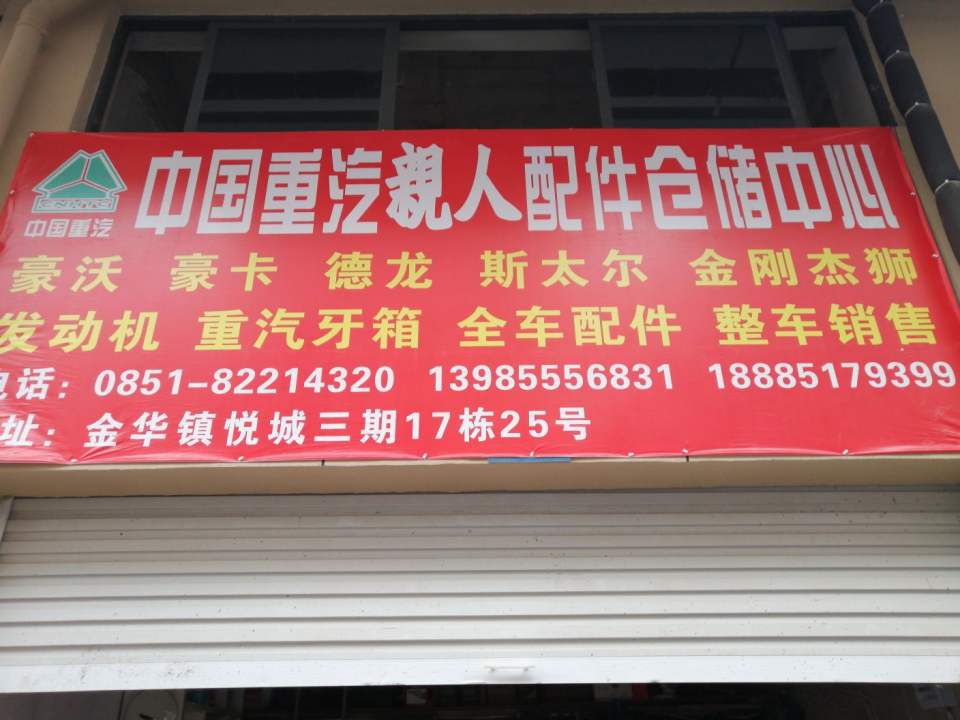 中国重汽親人配件仓储中心
中国重汽
豪沃 豪卡 德龙 斯太尔 金刚杰狮
发动机 重汽牙箱 全车配件 整车销售
电话：0851-82214320 13985556831 18885179399
址：金华镇悦城三期17栋25号